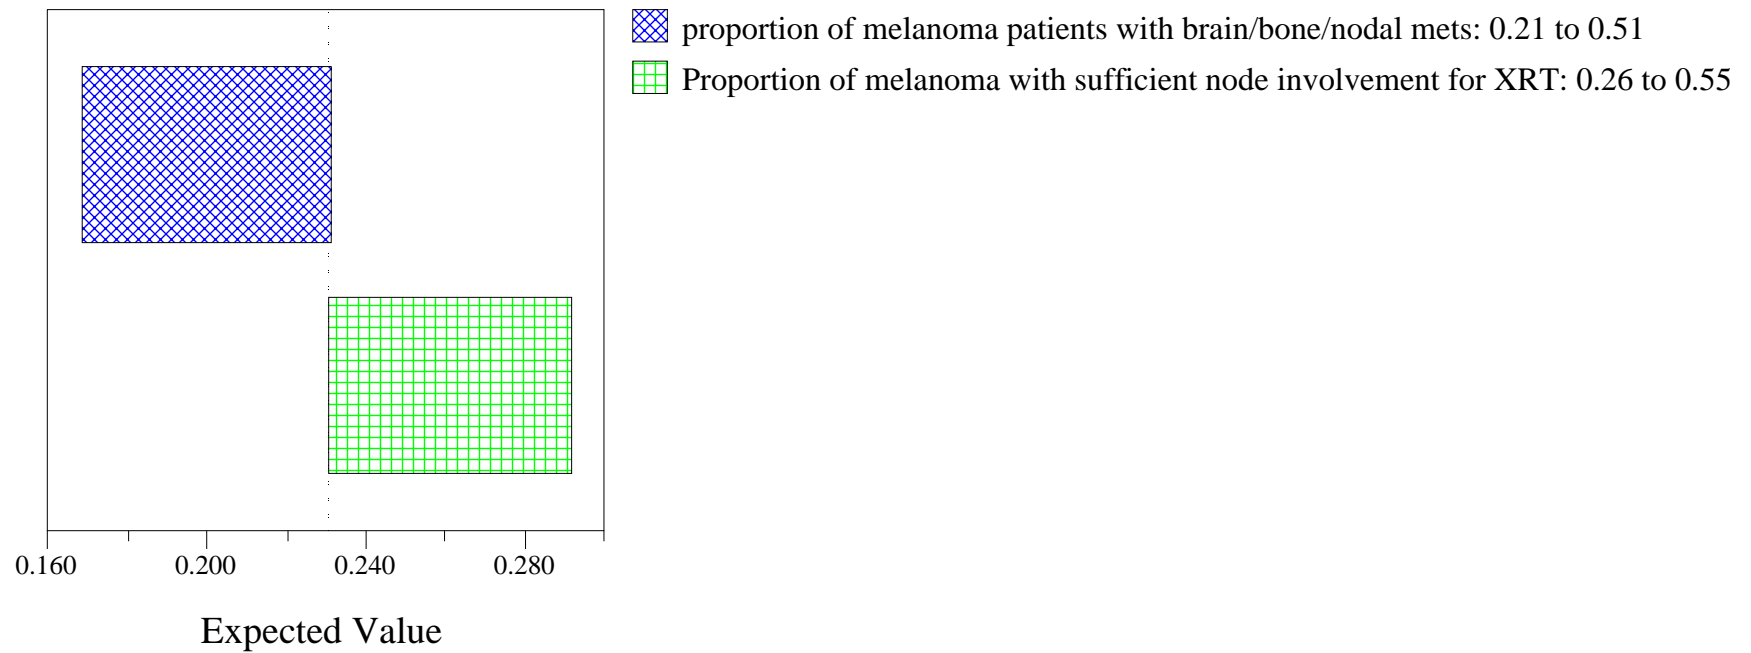 proportion of melanoma patients with brain/bone/nodal mets: 0.21 to 0.51
Proportion of melanoma with sufficient node involvement for XRT: 0.26 to 0.55
0.160 0.200 0.240 0.280
Expected Value